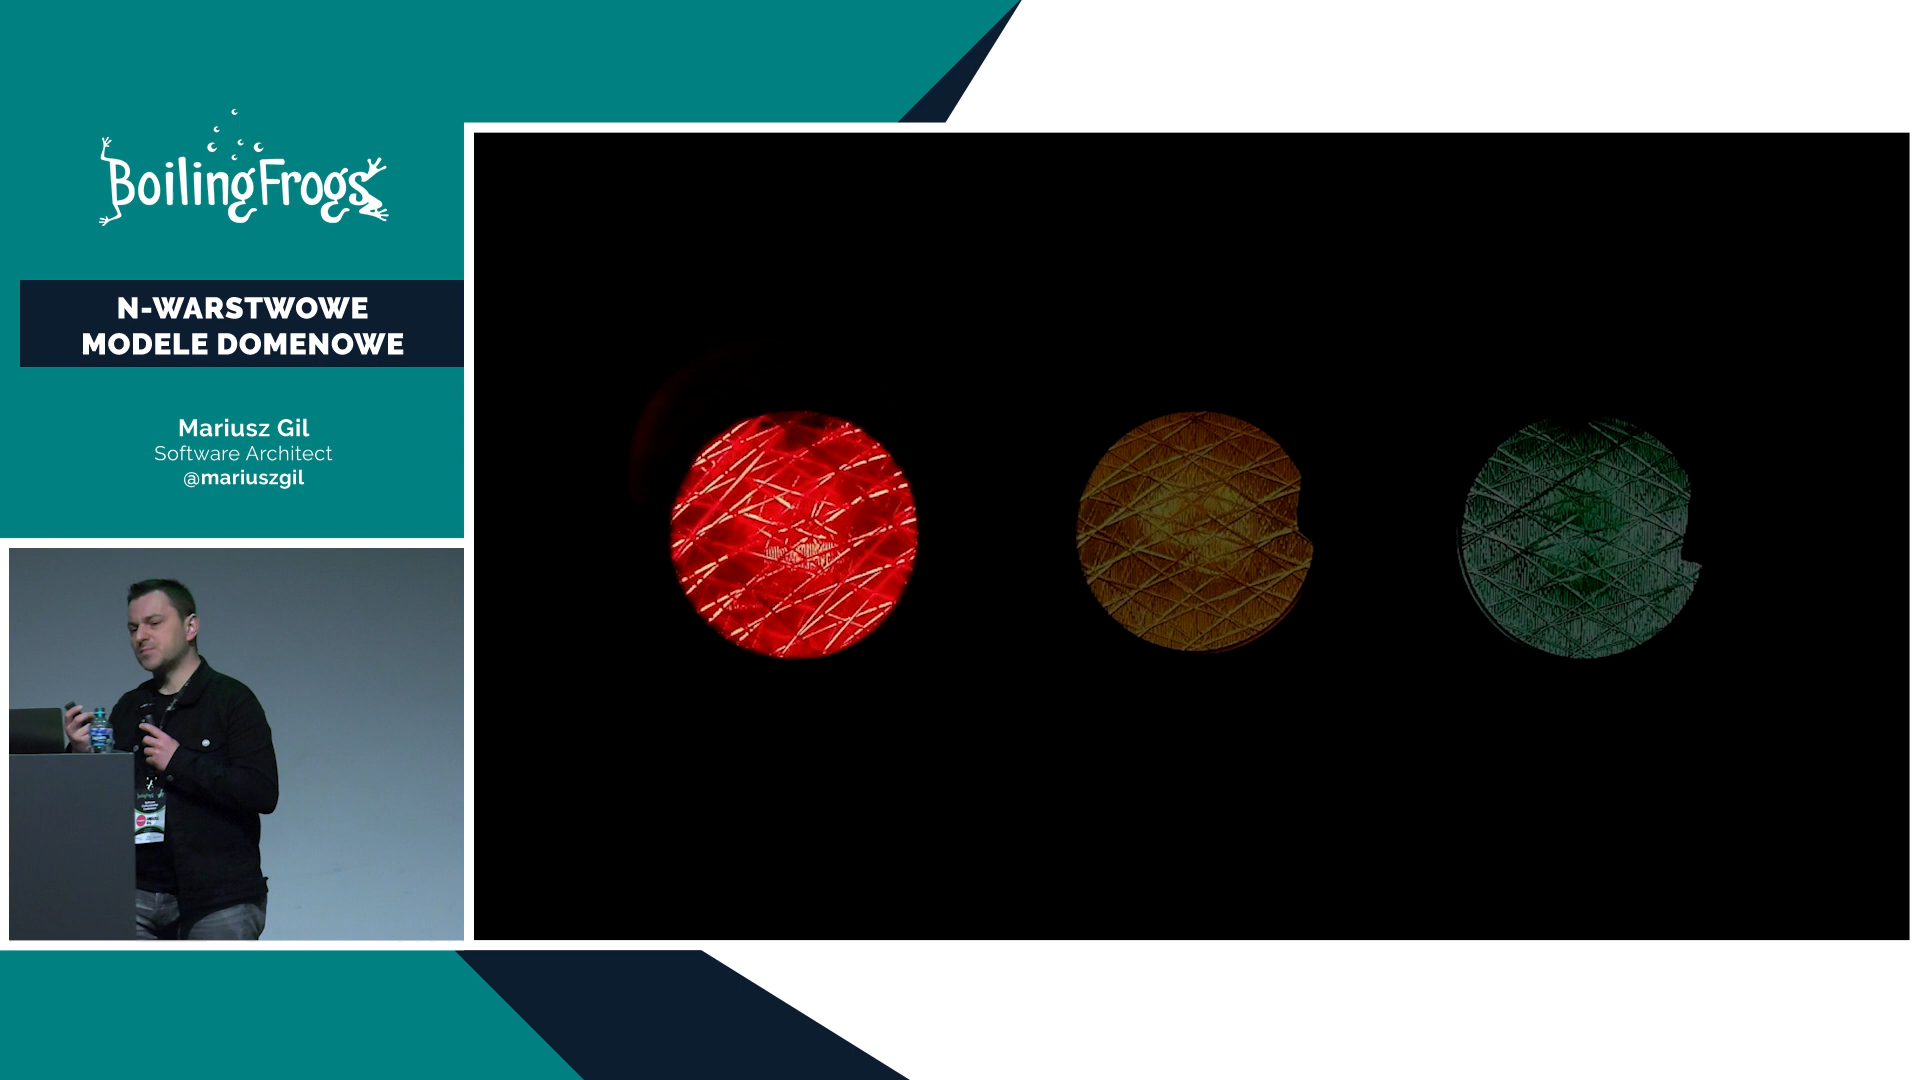 BoilingFrogs
N-WARSTWOWE
MODELE DOMENOWE
Mariusz Gil
Software Architect
@mariuszgil